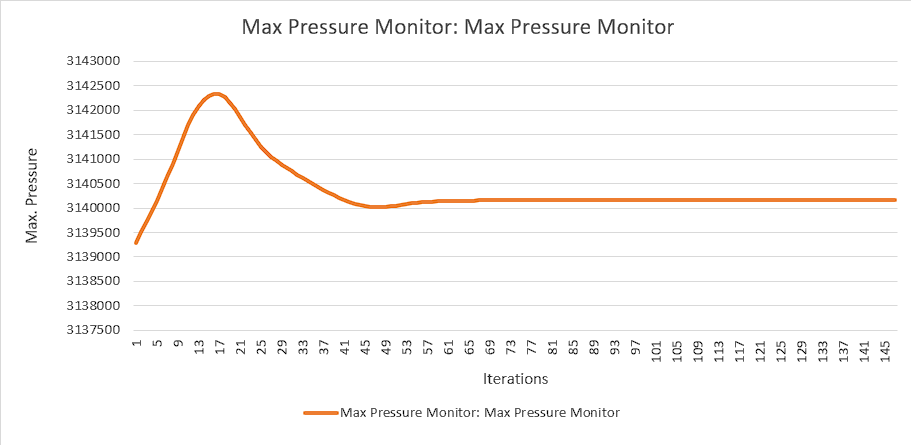 Max Pressure Monitor: Max Pressure Monitor
3143000
3142500
3142000
3141500
3141000
3140500
3140000
3139500
3139000
3138500
3138000
3137500
Max. Pressure
1 5 9 13 17 21 25 29 33 37 41 45 49 53 57 61 65 69 73 77 81 85 89 93 97 101 105 109 113 117 121 125 129 133 137 141 145
Iterations
Max Pressure Monitor: Max Pressure Monitor